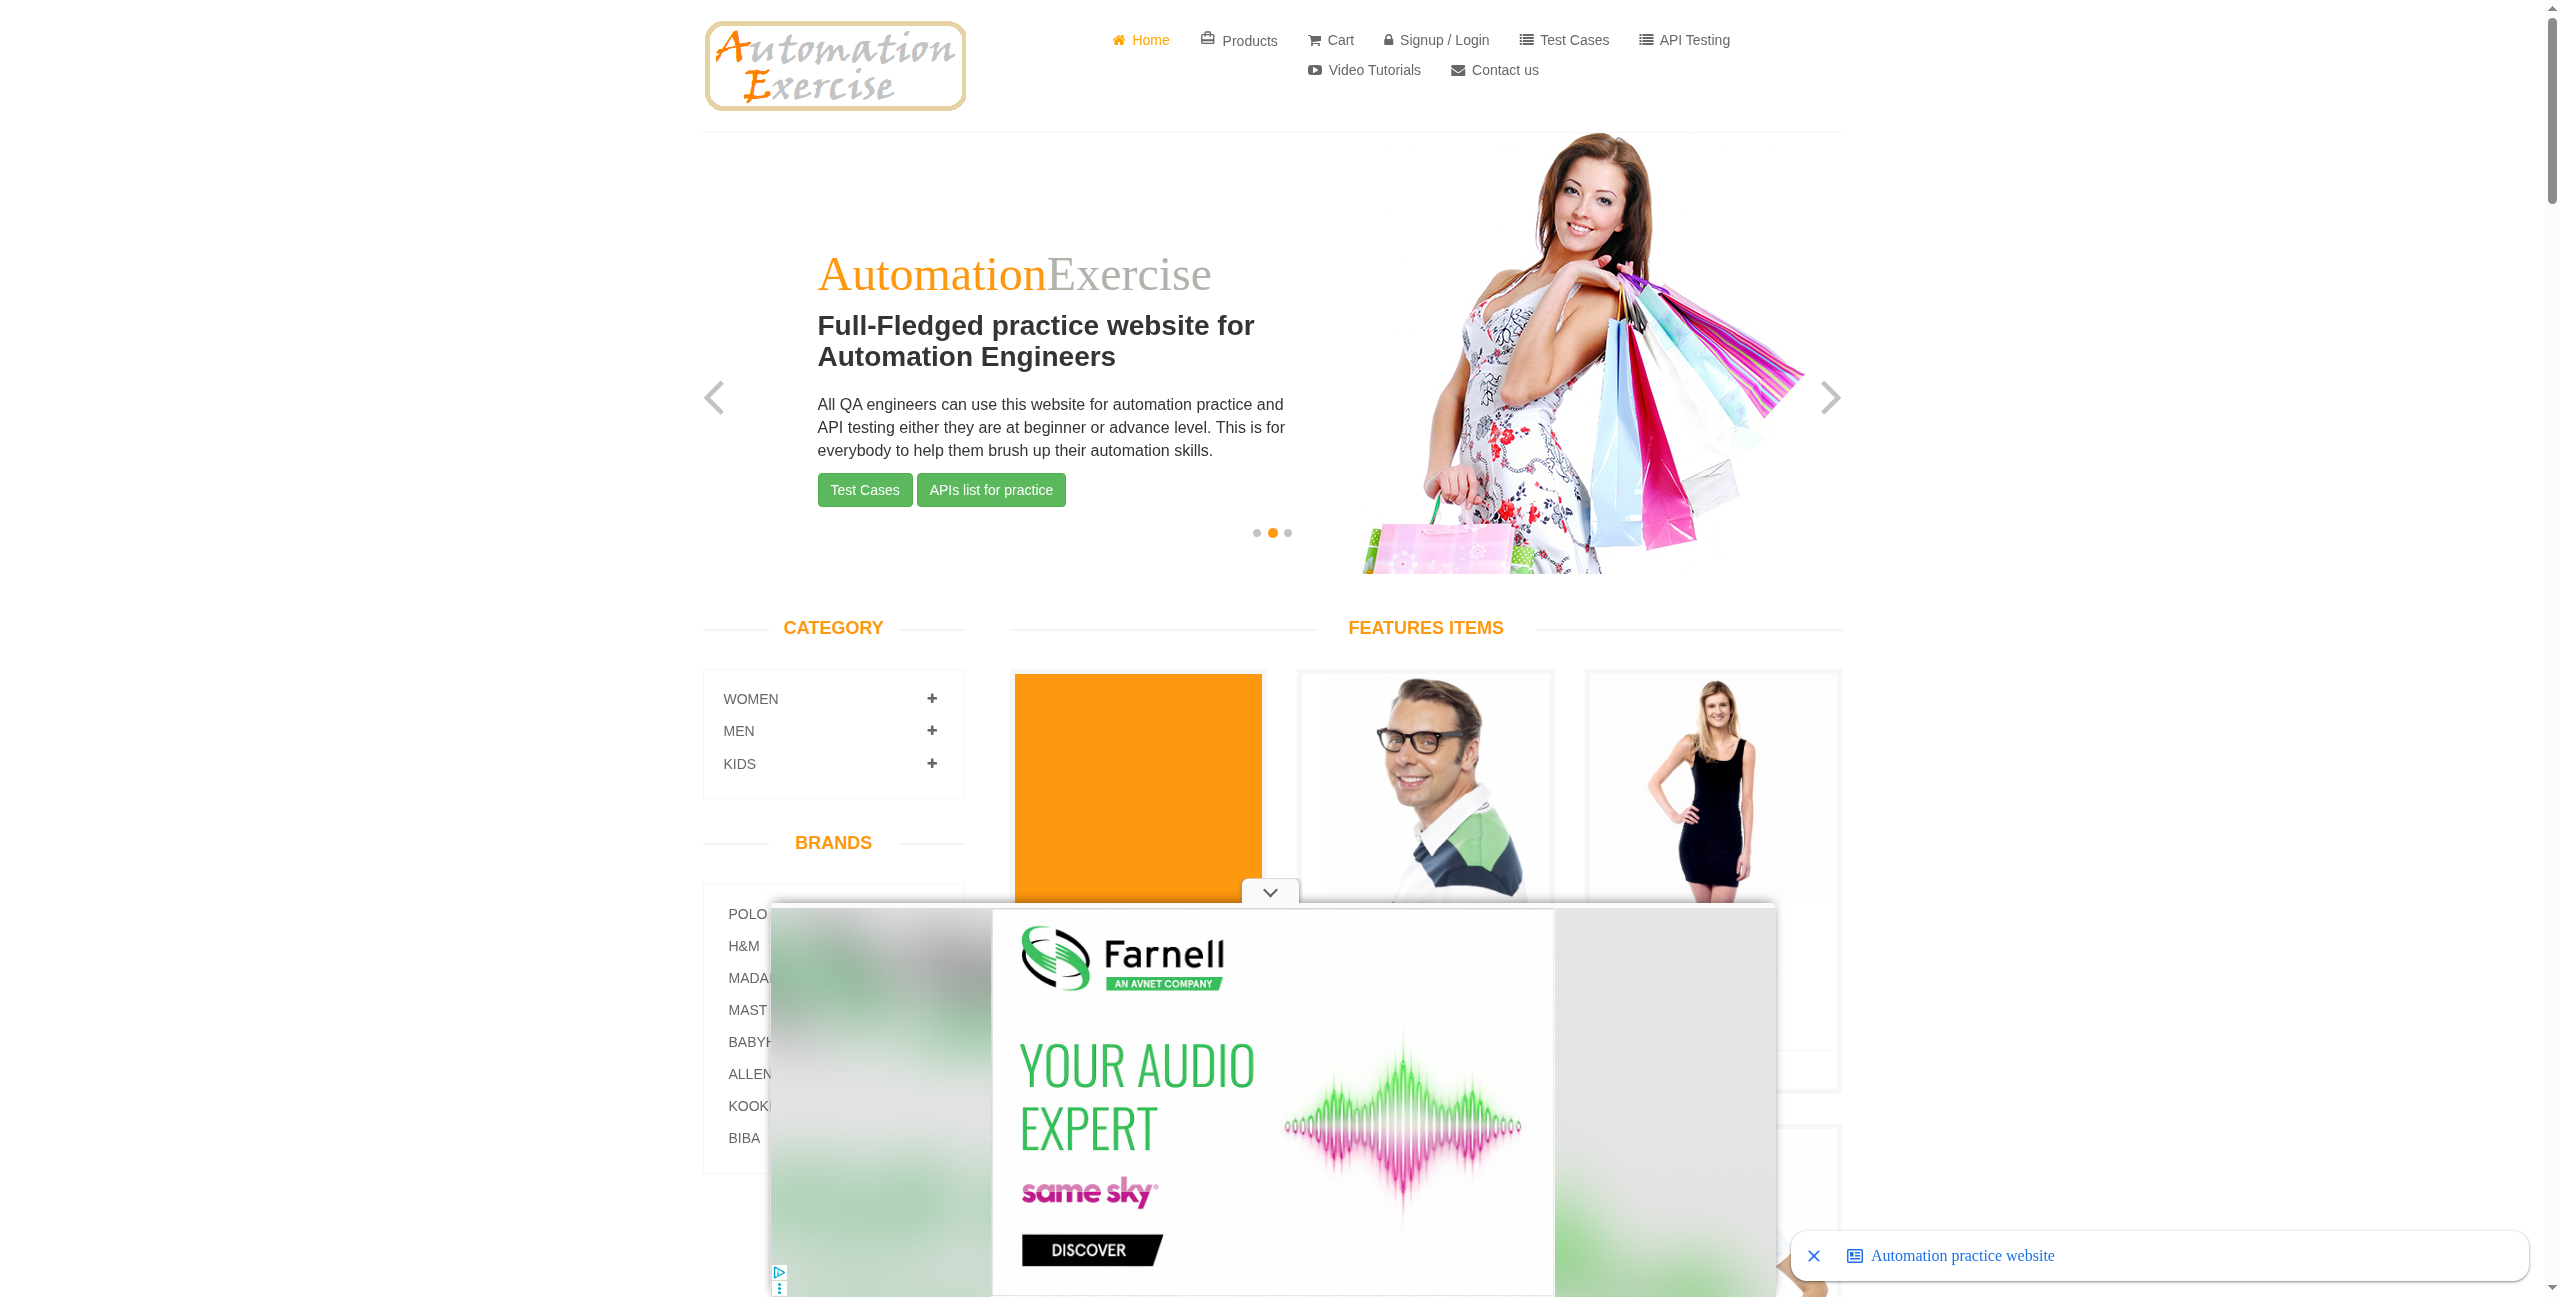 Automation
Exercise
Home
Products
Cart
Signup / Login
Test Cases
API Testing
Video Tutorials
Contact us
AutomationExercise
Full-Fledged practice website for
Automation Engineers
All QA engineers can use this website for automation practice and
API testing either they are at beginner or advance level. This is for
everybody to help them brush up their automation skills.
Test Cases
APIs list for practice
CATEGORY
WOMEN
MEN
KIDS
BRANDS
POLO
H&M
MAST
BIBA
FEATURES ITEMS
Farnell
AN AVNET COMPANY
YOUR AUDIO
EXPERT
same sky
DISCOVER
Automation practice website